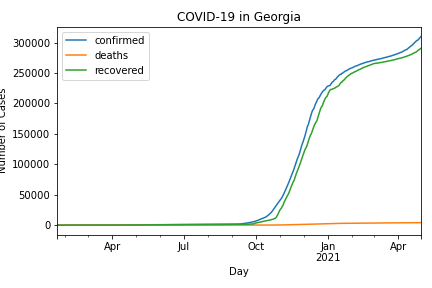 COVID-19 in Georgia
confirmed
deaths
recovered
300000
250000
200000
150000
100000
50000
0
Number of Cases
Apr
Jul
Oct
Jan
2021
Apr
Day